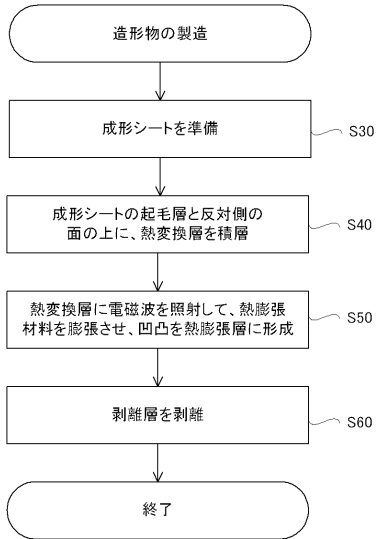 造形物の製造
成形シートを準備
S30
成形シートの起毛層と反対側の
面の上に、熱変換層を積層
S40
熱変換層に電磁波を照射して、熱膨張
材料を膨張させ、凹凸を熱膨張層に形成
S50
剥離層を剥離
S60
終了